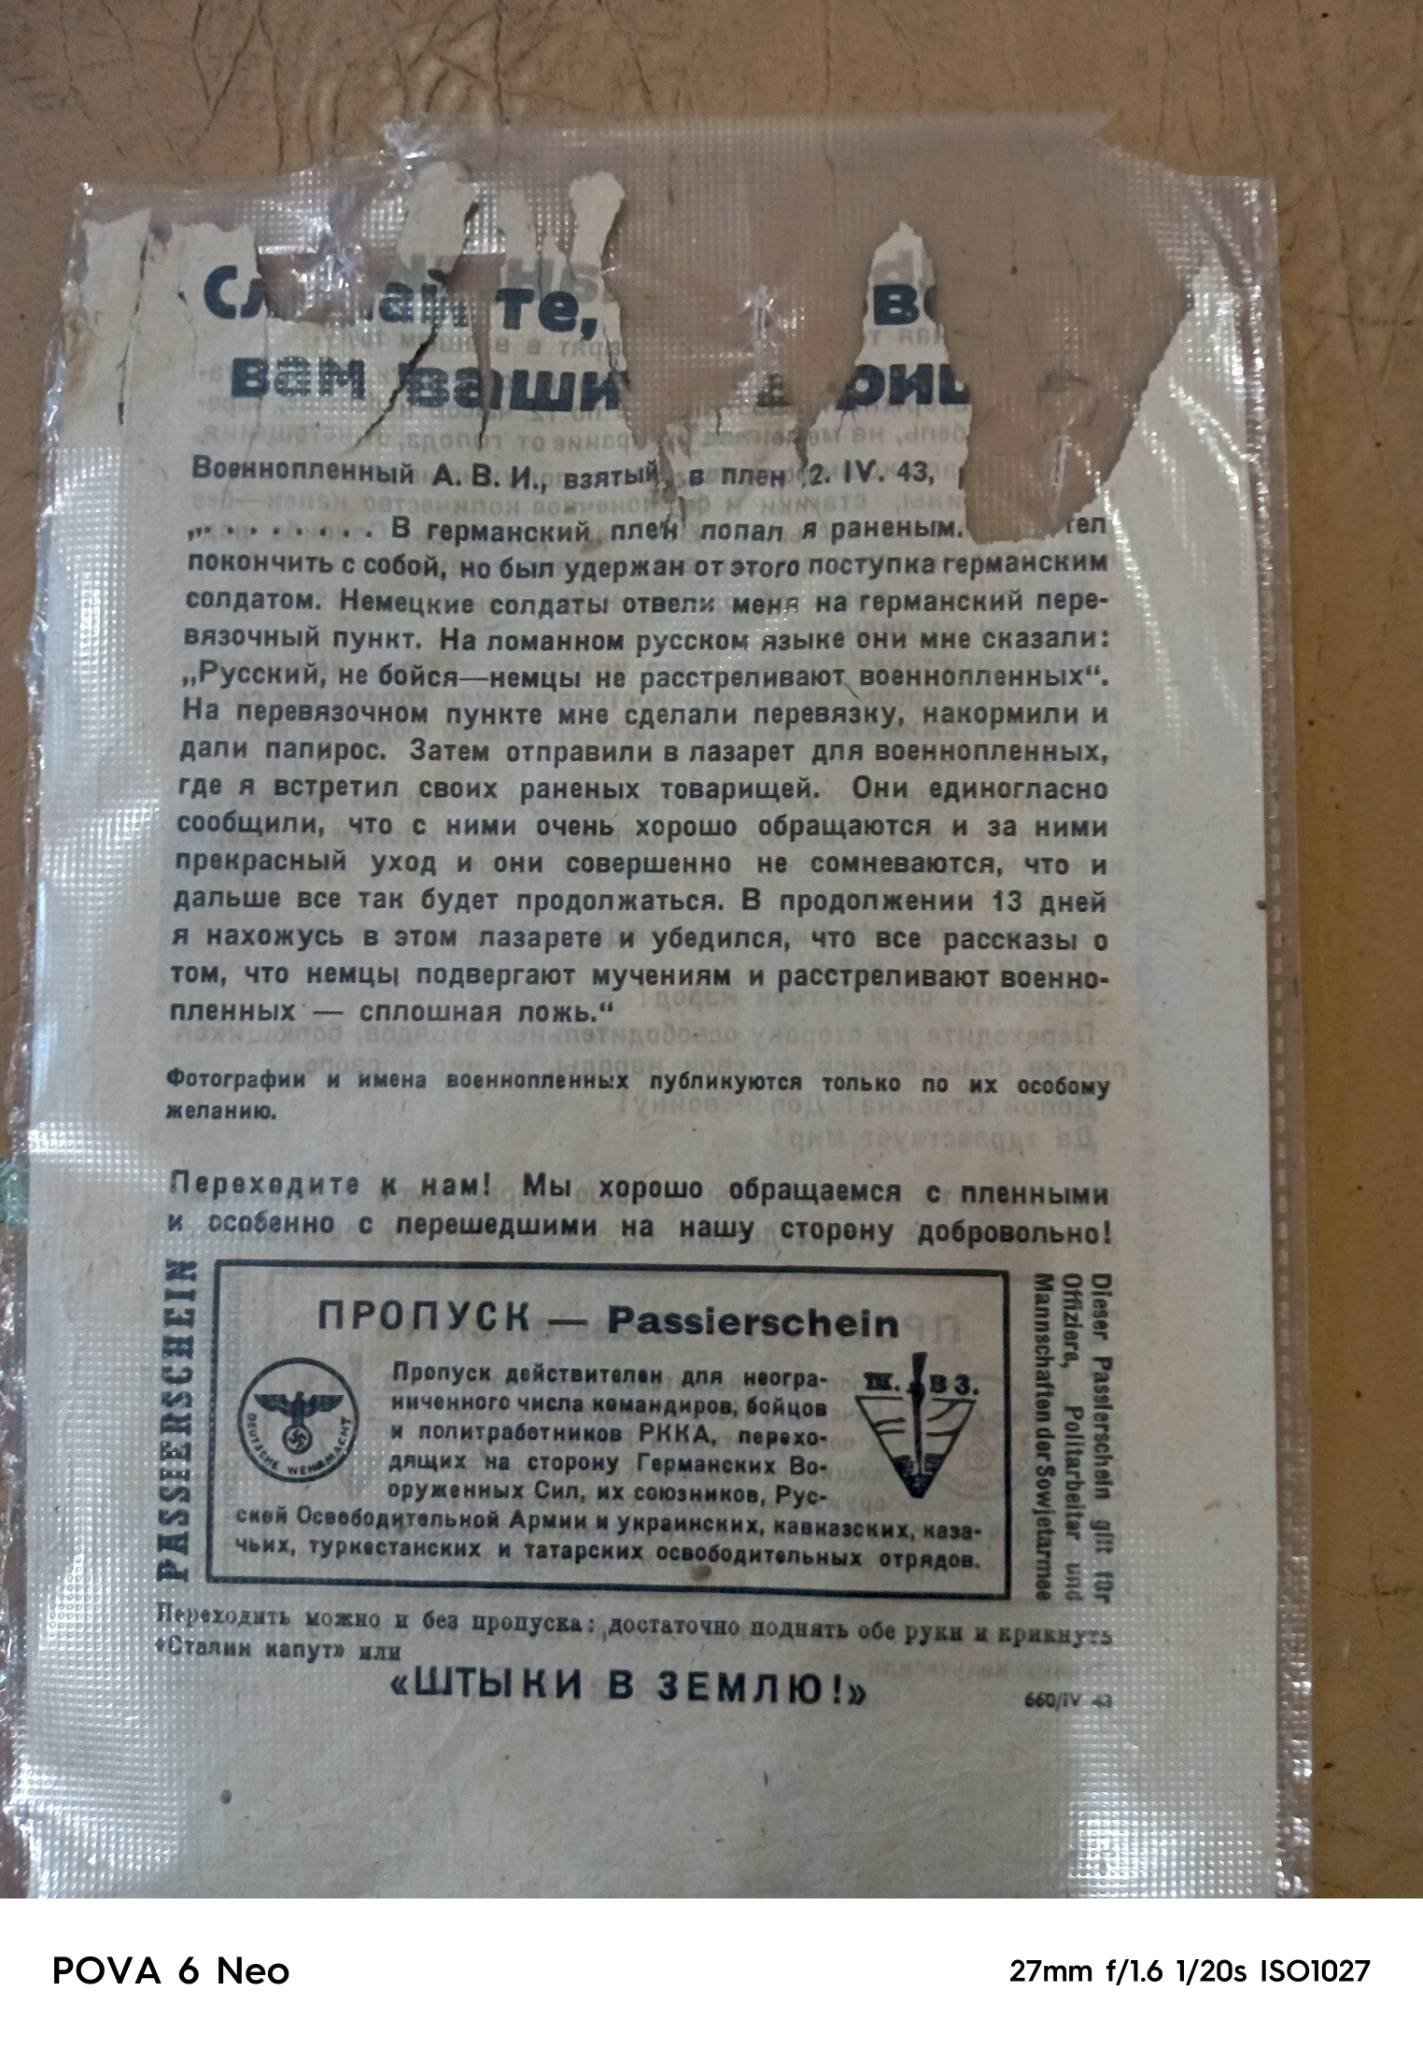 вам ваши
Военнопленный А. В. И., взятый в плен 2. IV. 43,
„. . . . . . . . В германский плен попал я раненым.
покончить с собой, но был удержан от этого поступка германским
солдатом. Немецкие солдаты отвели меня на германский пере-
вязочный пункт. На ломанном русском языке они мне сказали:
„Русский, не бойся—немцы не расстреливают военнопленных“.
На перевязочном пункте мне сделали перевязку, накормили и
дали папирос. Затем отправили в лазарет для военнопленных,
где я встретил своих раненых товарищей. Они единогласно
сообщили, что с ними очень хорошо обращаются и за ними
прекрасный уход и они совершенно не сомневаются, что и
дальше все так будет продолжаться. В продолжении 13 дней
я нахожусь в этом лазарете и убедился, что все рассказы о
том, что немцы подвергают мучениям и расстреливают военно-
пленных — сплошная ложь.“
Фотографии и имена военнопленных публикуются только по их особому
желанию.
Переходите к нам! Мы хорошо обращаемся с пленными
и особенно с перешедшими на нашу сторону добровольно!
PASSIERSCHEIN
ПРОПУСК — Passierschein
DEUTSCHE WEHRMACHT
Пропуск действителен для неогра-
ниченного числа командиров, бойцов
и политработников РККА, перехо-
дящих на сторону Германских Во-
оруженных Сил, их союзников, Рус-
ской Освободительной Армии и украинских, кавказских, каза-
чьих, туркестанских и татарских освободительных отрядов.
Ш. В З.
Dieser Passierschein gilt für
Offiziere, Politarbeiter und
Mannschaften der Sowjetarmee
Переходить можно и без пропуска: достаточно поднять обе руки и крикнуть
«Сталин капут» или
«ШТЫКИ В ЗЕМЛЮ!»
660/IV 43
POVA 6 Neo
27mm f/1.6 1/20s ISO1027